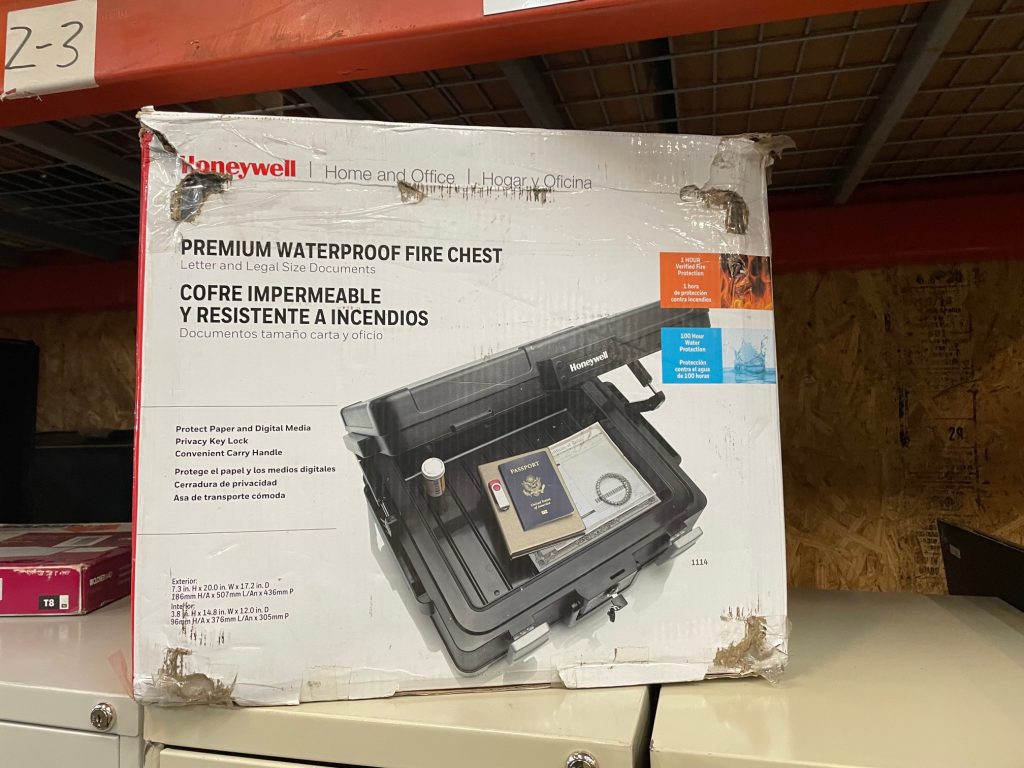 2-3
Honeywell | Home and Office | Hogar y Oficina
PREMIUM WATERPROOF FIRE CHEST
Letter and Legal Size Documents
COFRE IMPERMEABLE
Y RESISTENTE A INCENDIOS
Documentos tamaño carta y oficio
1 HOUR
Verified Fire
Protection
1 hora
de protección
contra incendios
100 Hour
Water
Protection
Protección
contra el agua
de 100 horas
Honeywell
Protect Paper and Digital Media
Privacy Key Lock
Convenient Carry Handle
Protege el papel y los medios digitales
Cerradura de privacidad
Asa de transporte cómoda
PASSPORT
United States
of America
1114
Exterior:
7.3 in. H x 20.0 in. W x 17.2 in. D
186mm H/A x 507mm L/An x 436mm P
Interior:
3.8 in. H x 14.8 in. W x 12.0 in. D
96mm H/A x 376mm L/An x 305mm P
T8
28